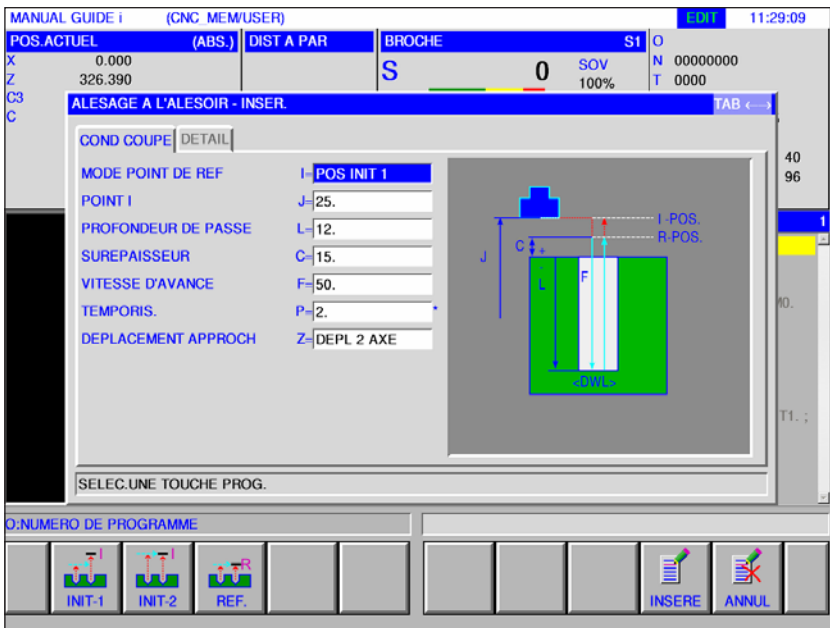 MANUAL GUIDE i (CNC_MEM/USER) EDIT 11:29:09
POS.ACTUEL (ABS.) DIST A PAR BROCHE S1 O
X 0.000 S 0 SOV N 00000000
Z 326.390 100% T 0000
C3
C
ALESAGE A L'ALESOIR - INSER. TAB <-->
COND COUPE DETAIL
MODE POINT DE REF I= POS INIT 1
POINT I J= 25.
PROFONDEUR DE PASSE L= 12.
SUREPAISSEUR C= 15.
VITESSE D'AVANCE F= 50.
TEMPORIS. P= 2. *
DEPLACEMENT APPROCH Z= DEPL 2 AXE
I -POS.
R-POS.
J C + - L F
<DWL>
40
96
1
M0.
T1. ;
SELEC.UNE TOUCHE PROG.
O:NUMERO DE PROGRAMME
I I R
INIT-1 INIT-2 REF. INSERE ANNUL